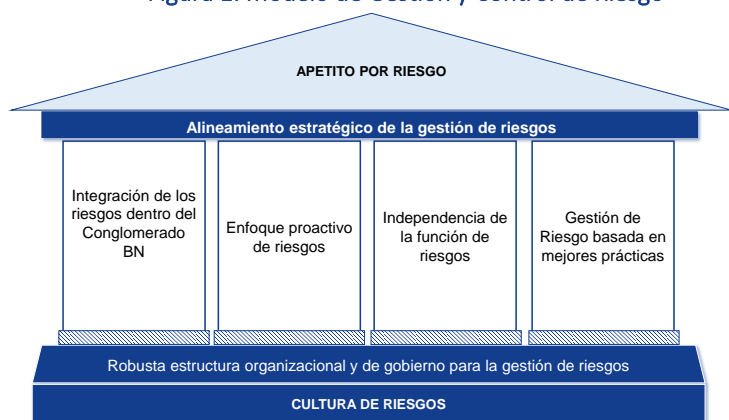 APETITO POR RIESGO
Alineamiento estratégico de la gestión de riesgos
Integración de los
riesgos dentro del
Conglomerado
BN
Enfoque proactivo
de riesgos
Independencia de
la función de
riesgos
Gestión de
Riesgo basada en
mejores prácticas
Robusta estructura organizacional y de gobierno para la gestión de riesgos
CULTURA DE RIESGOS